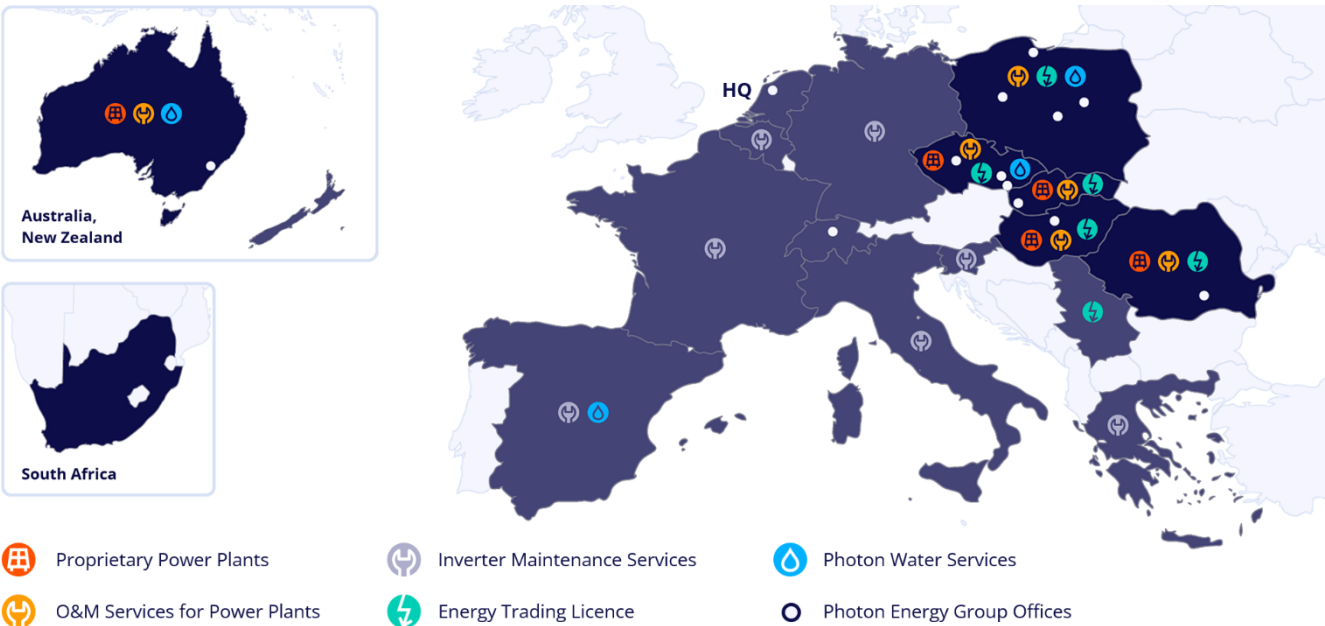 HQ
Australia,
New Zealand
South Africa
Proprietary Power Plants
Inverter Maintenance Services
Photon Water Services
O&M Services for Power Plants
Energy Trading Licence
Photon Energy Group Offices